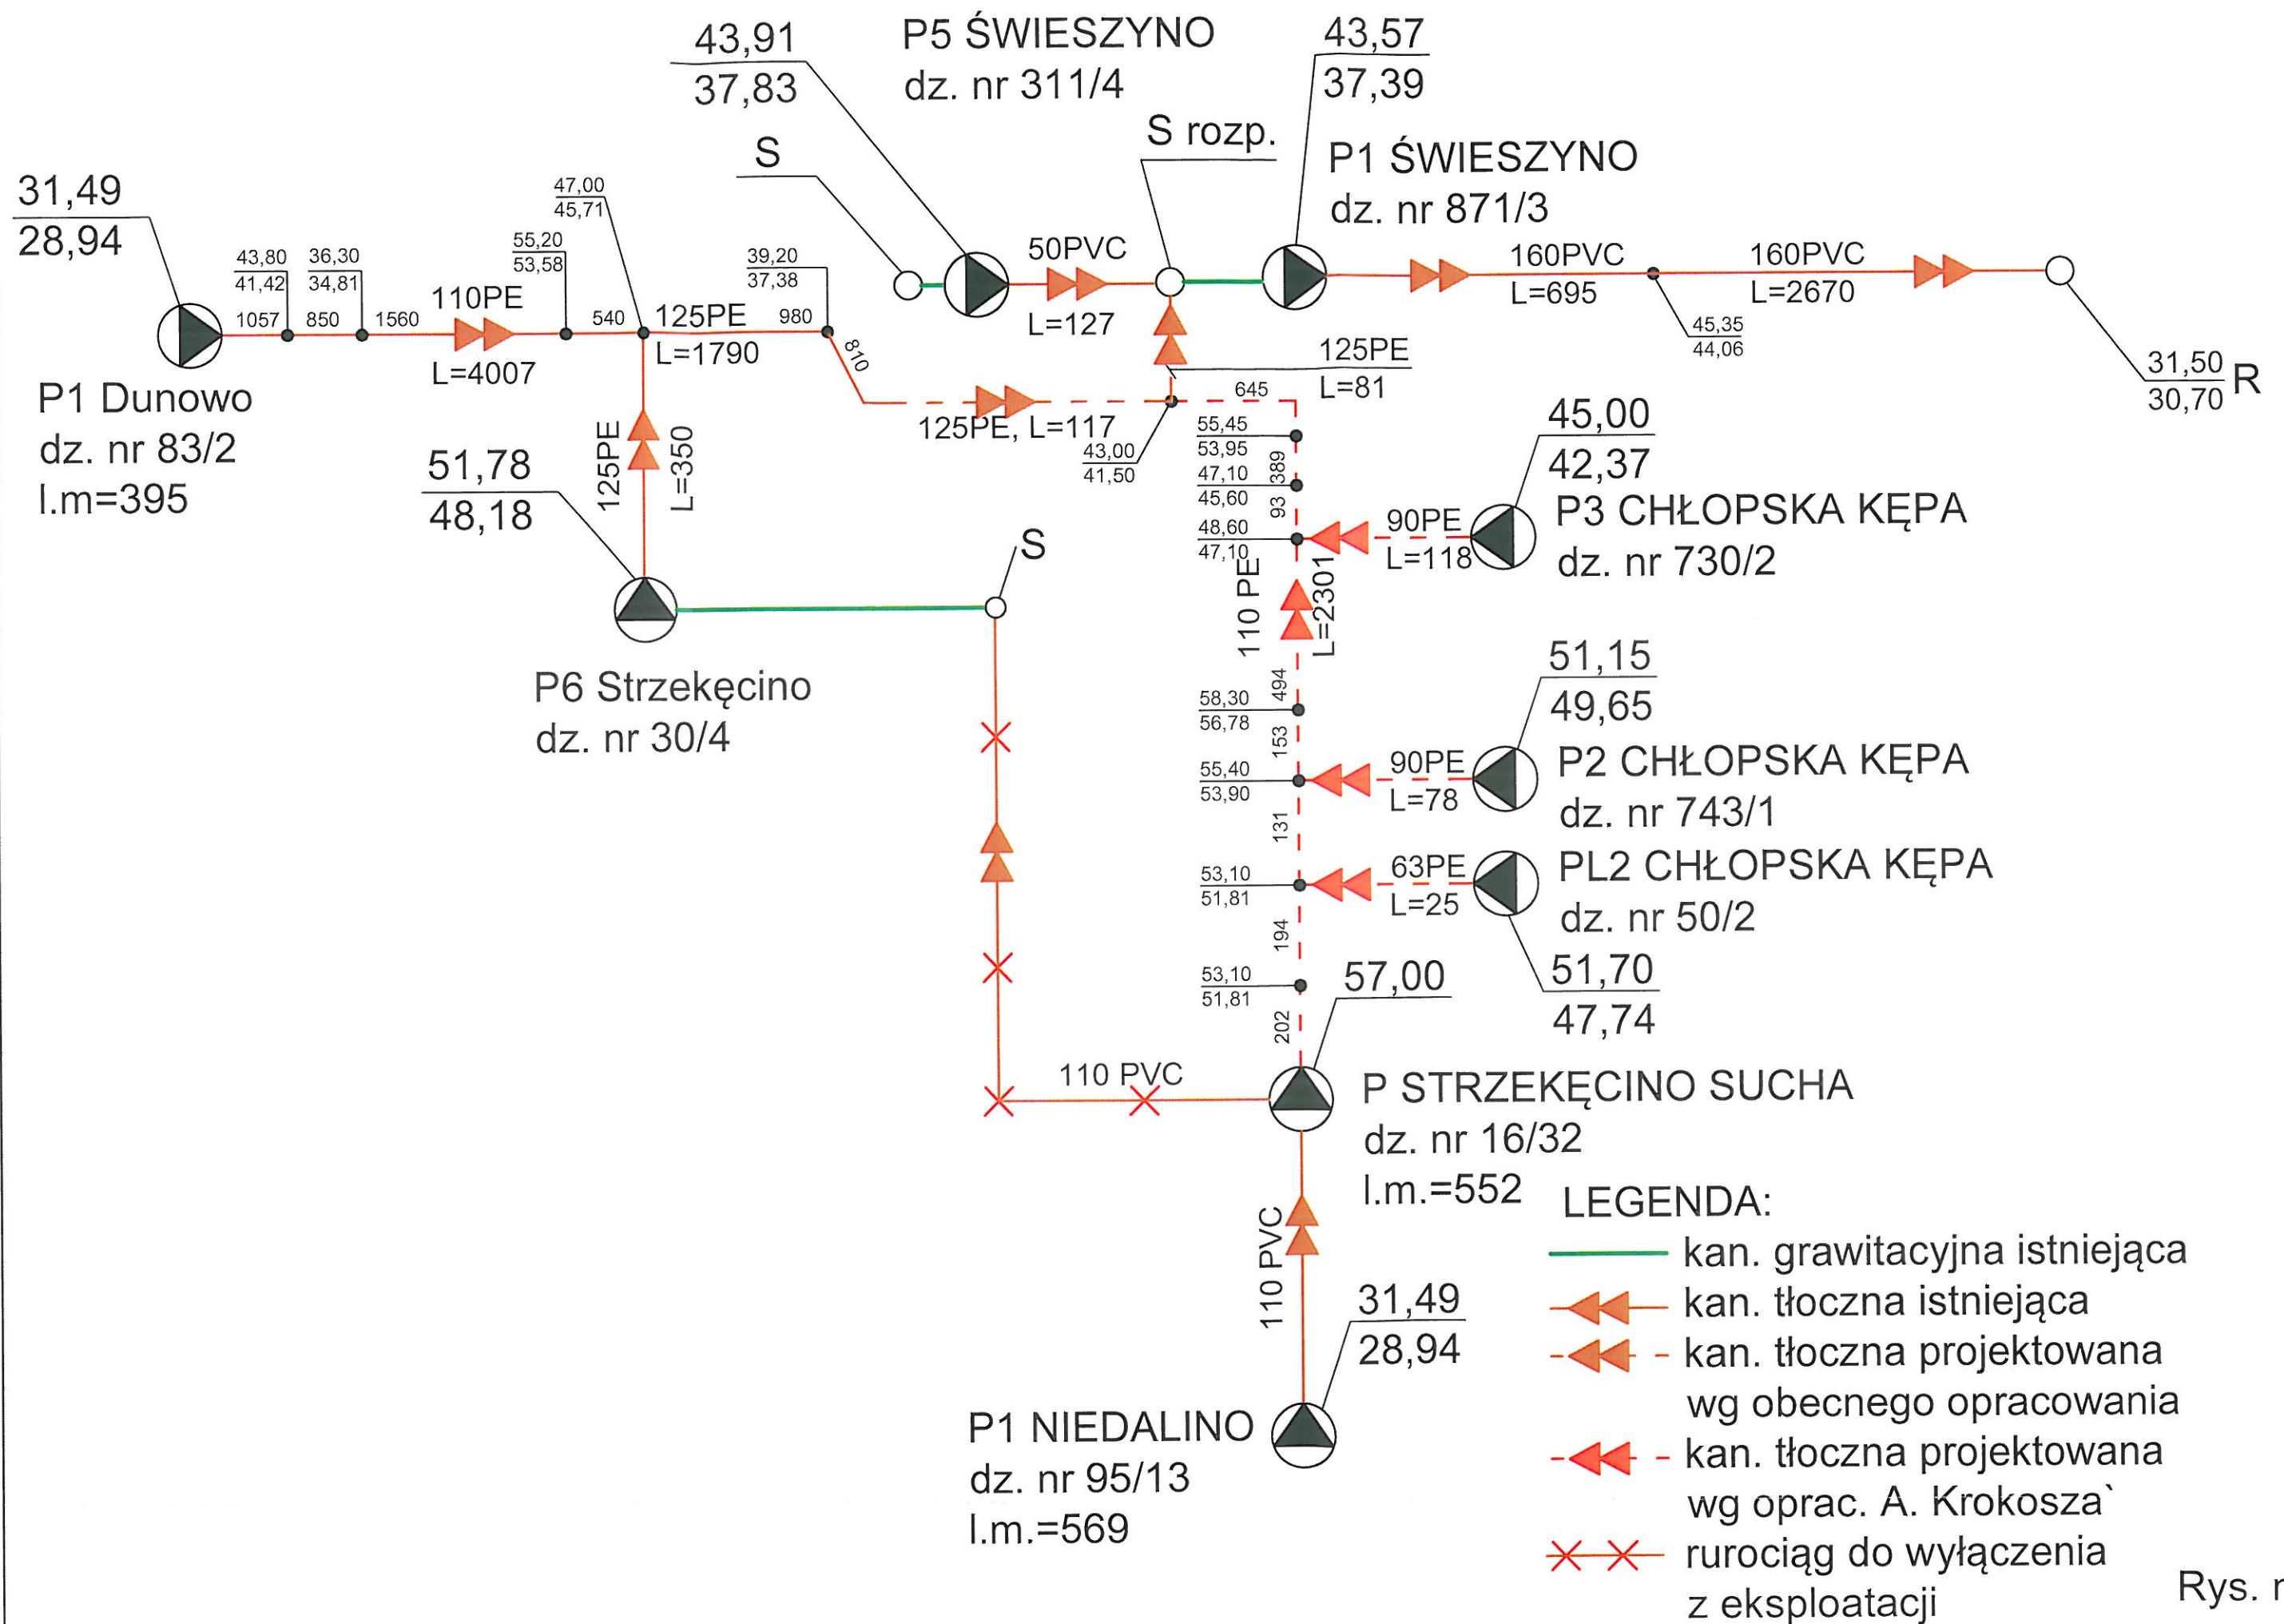 43,91
37,83
P5 ŚWIESZYNO
dz. nr 311/4
43,57
37,39
S
S rozp.
P1 ŚWIESZYNO
dz. nr 871/3
31,49
28,94
47,00
45,71
43,80
41,42
36,30
34,81
55,20
53,58
39,20
37,38
1057
850
1560
110PE
L=4007
540
125PE
L=1790
980
810
50PVC
L=127
160PVC
L=695
160PVC
L=2670
45,35
44,06
31,50
30,70
R
P1 Dunowo
dz. nr 83/2
l.m=395
125PE
L=350
51,78
48,18
125PE, L=117
125PE
L=81
645
43,00
41,50
55,45
53,95
389
47,10
45,60
93
48,60
47,10
45,00
42,37
90PE
L=118
P3 CHŁOPSKA KĘPA
dz. nr 730/2
S
110 PE
L=2301
P6 Strzekęcino
dz. nr 30/4
494
58,30
56,78
153
51,15
49,65
55,40
53,90
90PE
L=78
P2 CHŁOPSKA KĘPA
dz. nr 743/1
131
53,10
51,81
63PE
L=25
PL2 CHŁOPSKA KĘPA
dz. nr 50/2
194
51,70
47,74
53,10
51,81
57,00
202
110 PVC
P STRZEKĘCINO SUCHA
dz. nr 16/32
l.m.=552
110 PVC
31,49
28,94
P1 NIEDALINO
dz. nr 95/13
l.m.=569
LEGENDA:
kan. grawitacyjna istniejąca
kan. tłoczna istniejąca
kan. tłoczna projektowana
wg obecnego opracowania
kan. tłoczna projektowana
wg oprac. A. Krokosza`
rurociąg do wyłączenia
z eksploatacji
Rys.